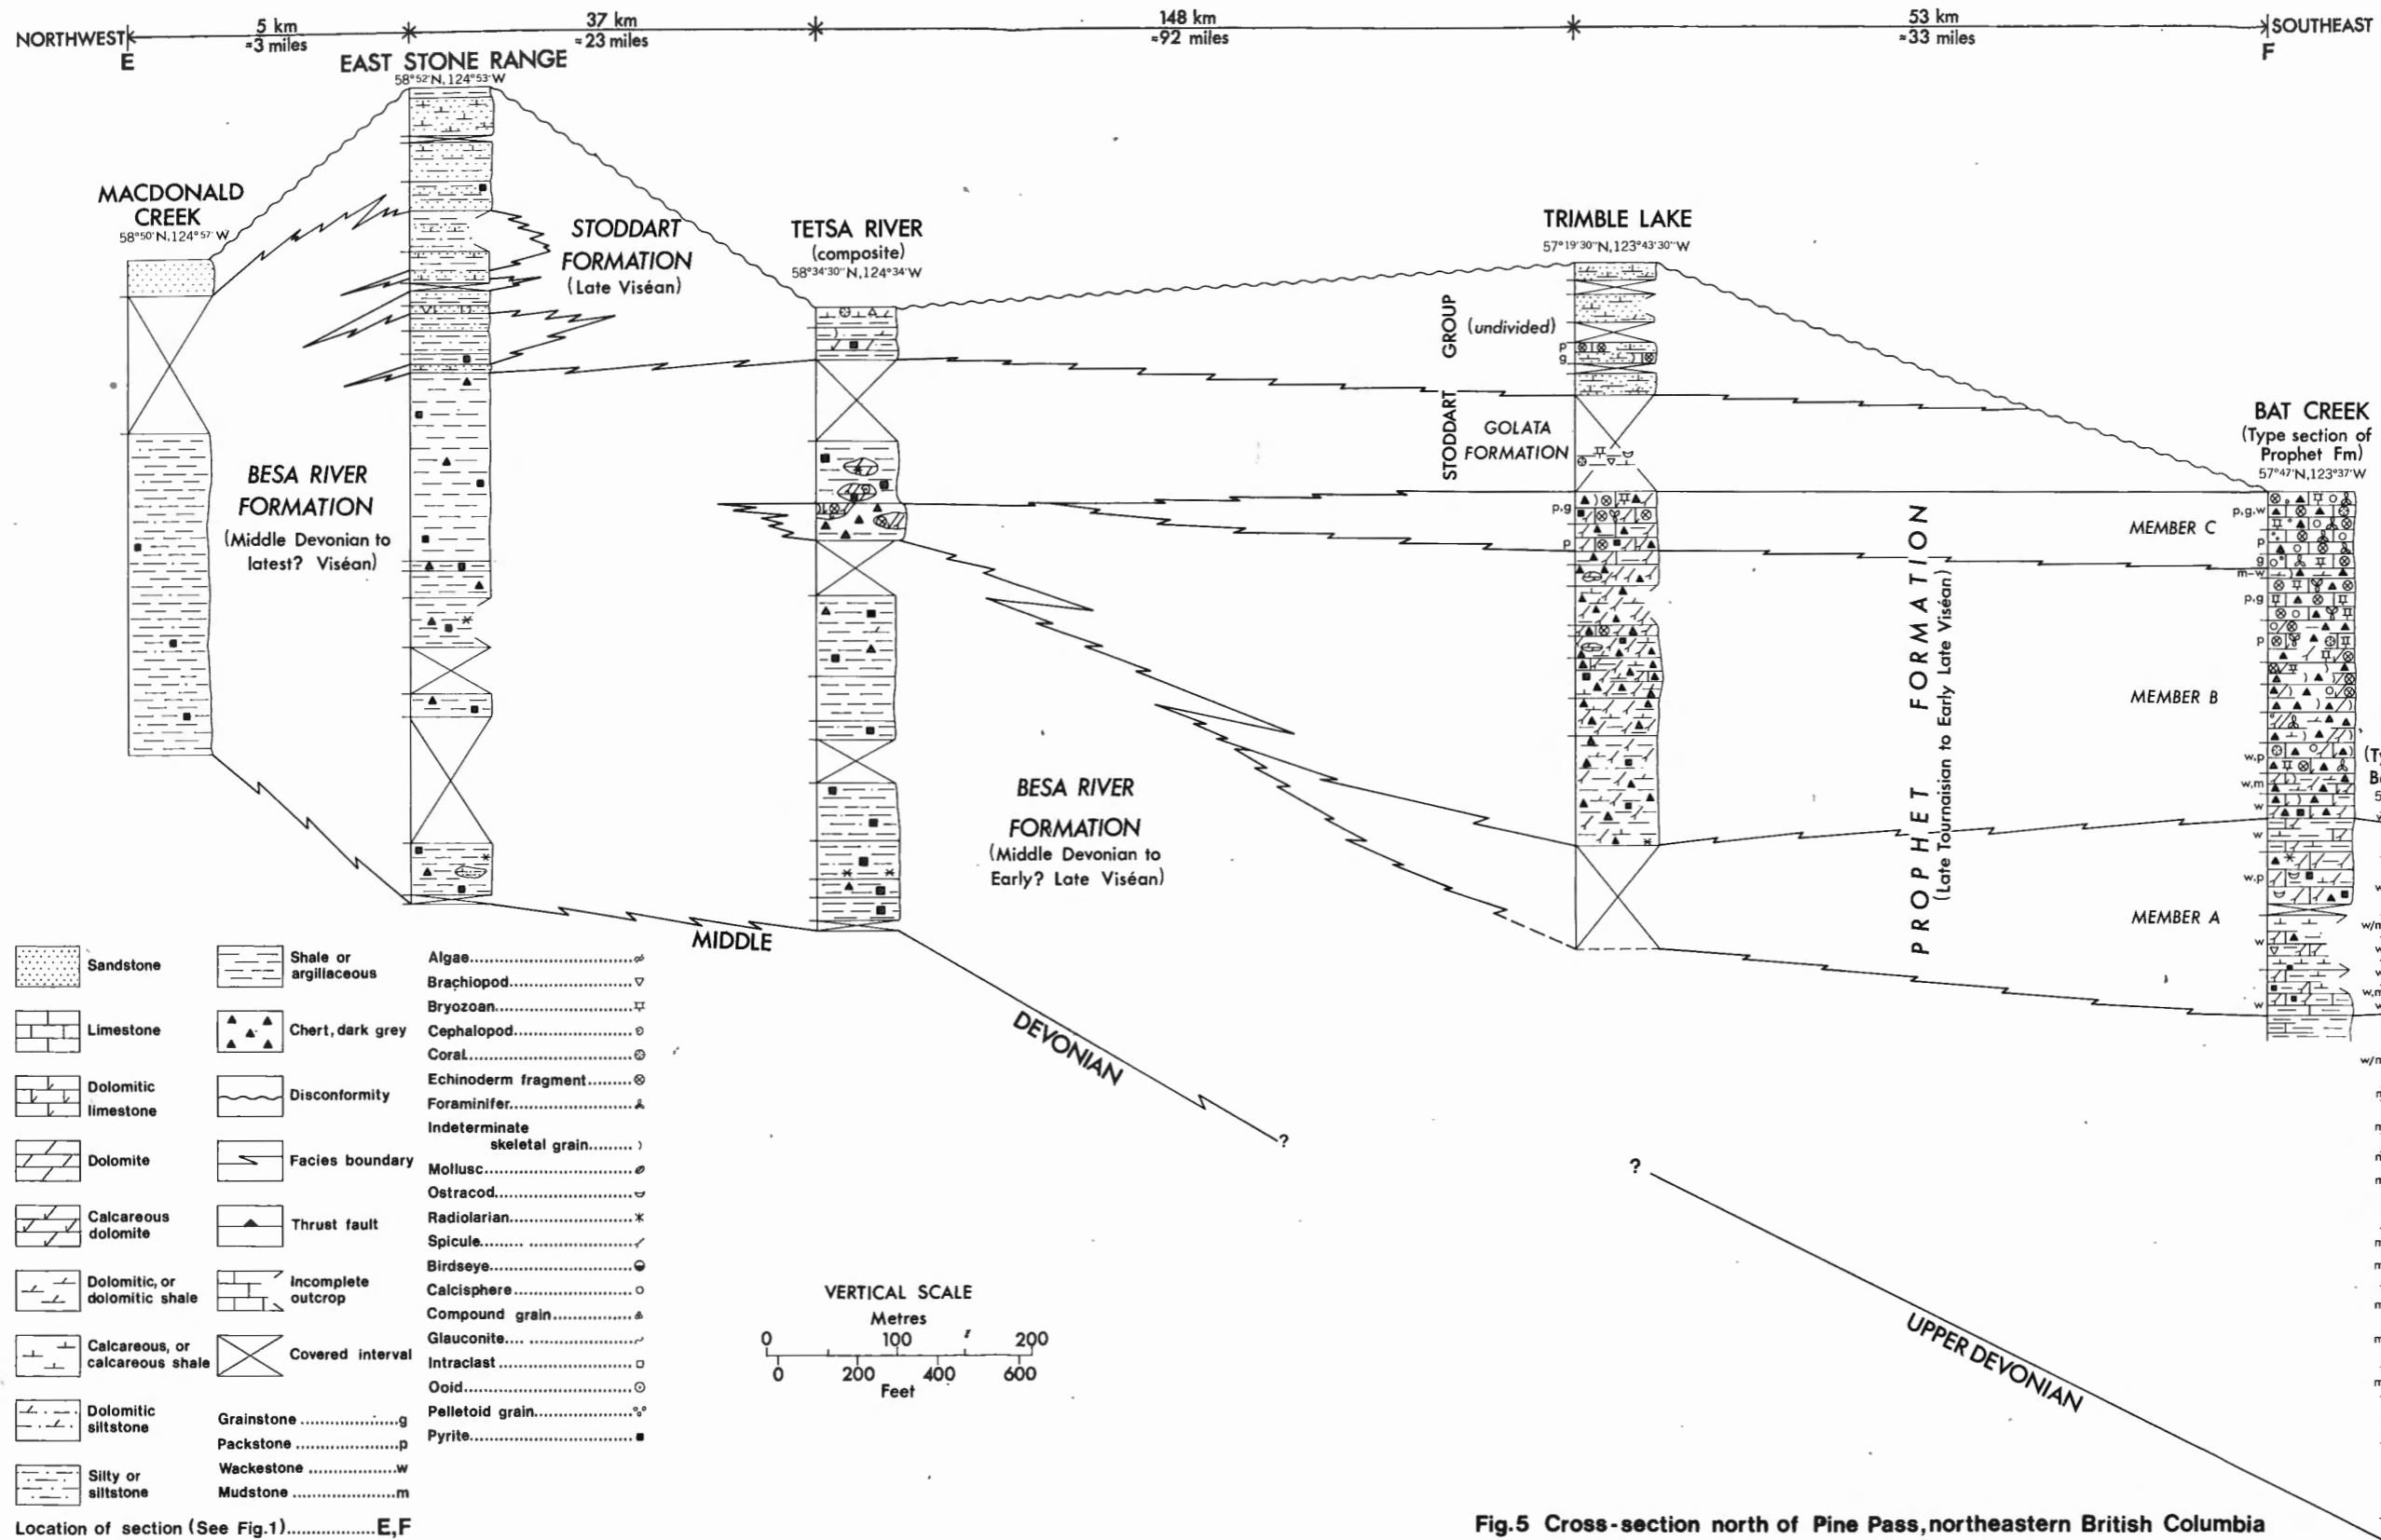 NORTHWEST
E
5 km
≈3 miles
37 km
≈23 miles
148 km
≈92 miles
53 km
≈33 miles
SOUTHEAST
F
EAST STONE RANGE
58°52'N, 124°53'W
MACDONALD
CREEK
58°50'N, 124°57'W
STODDART
FORMATION
(Late Viséan)
TETSA RIVER
(composite)
58°34'30"N, 124°34'W
TRIMBLE LAKE
57°19'30"N, 123°43'30"W
STODDART GROUP
(undivided)
p
g
GOLATA
FORMATION
BAT CREEK
(Type section of
Prophet Fm)
57°47'N, 123°37'W
BESA RIVER
FORMATION
(Middle Devonian to
latest? Viséan)
p,g
p
PROPHET FORMATION
(Late Tournaisian to Early Late Viséan)
MEMBER C
MEMBER B
MEMBER A
p,g,w
p
g
m-w
p,g
p
w,p
w,m
w
w
w,p
w
w
BESA RIVER
FORMATION
(Middle Devonian to
Early? Late Viséan)
MIDDLE
DEVONIAN
?
?
UPPER DEVONIAN
(Ty
w/m
w,m
w/m
Sandstone
Limestone
Dolomitic
limestone
Dolomite
Calcareous
dolomite
Dolomitic, or
dolomitic shale
Calcareous, or
calcareous shale
Dolomitic
siltstone
Silty or
siltstone
Shale or
argillaceous
Chert, dark grey
Disconformity
Facies boundary
Thrust fault
Incomplete
outcrop
Covered interval
Grainstone ..................g
Packstone ..................p
Wackestone ..................w
Mudstone ..................m
Location of section (See Fig.1)..................E,F
Algae
Brachiopod
Bryozoan
Cephalopod
Coral
Echinoderm fragment
Foraminifer
Indeterminate
skeletal grain
Mollusc
Ostracod
Radiolarian
Spicule
Birdseye
Calcisphere
Compound grain
Glauconite
Intraclast
Ooid
Pelletoid grain
Pyrite
VERTICAL SCALE
Metres
0 100 200
0 200 400 600
Feet
Fig.5 Cross-section north of Pine Pass, northeastern British Columbia